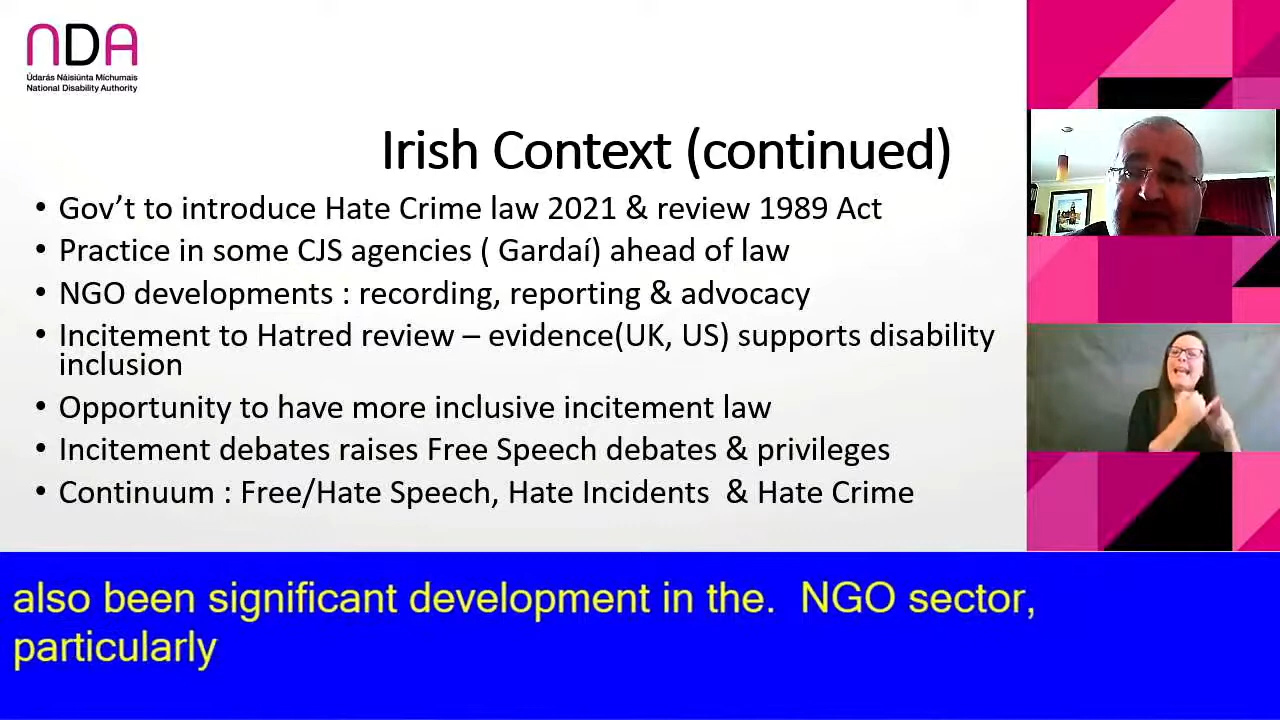 NDA
Údarás Náisiúnta Míchumais
National Disability Authority
Irish Context (continued)
• Gov't to introduce Hate Crime law 2021 & review 1989 Act
• Practice in some CJS agencies ( Gardaí) ahead of law
• NGO developments : recording, reporting & advocacy
• Incitement to Hatred review – evidence(UK, US) supports disability
inclusion
• Opportunity to have more inclusive incitement law
• Incitement debates raises Free Speech debates & privileges
• Continuum : Free/Hate Speech, Hate Incidents & Hate Crime
also been significant development in the. NGO sector,
particularly